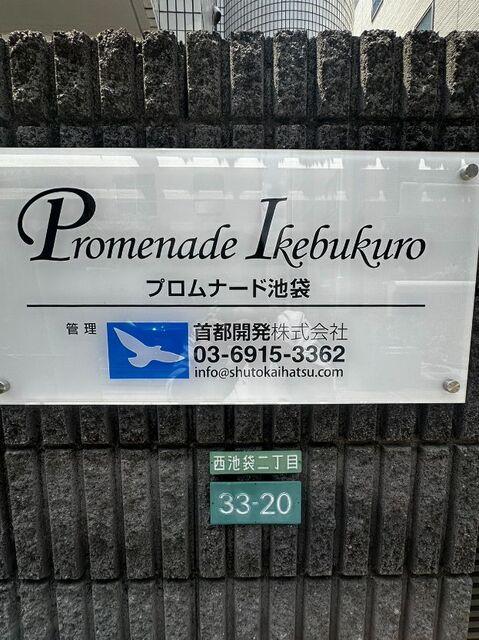 Promenade Ikebukuro
プロムナード池袋
管理
首都開発株式会社
03-6915-3362
info@shutokaihatsu.com
西池袋二丁目
33-20